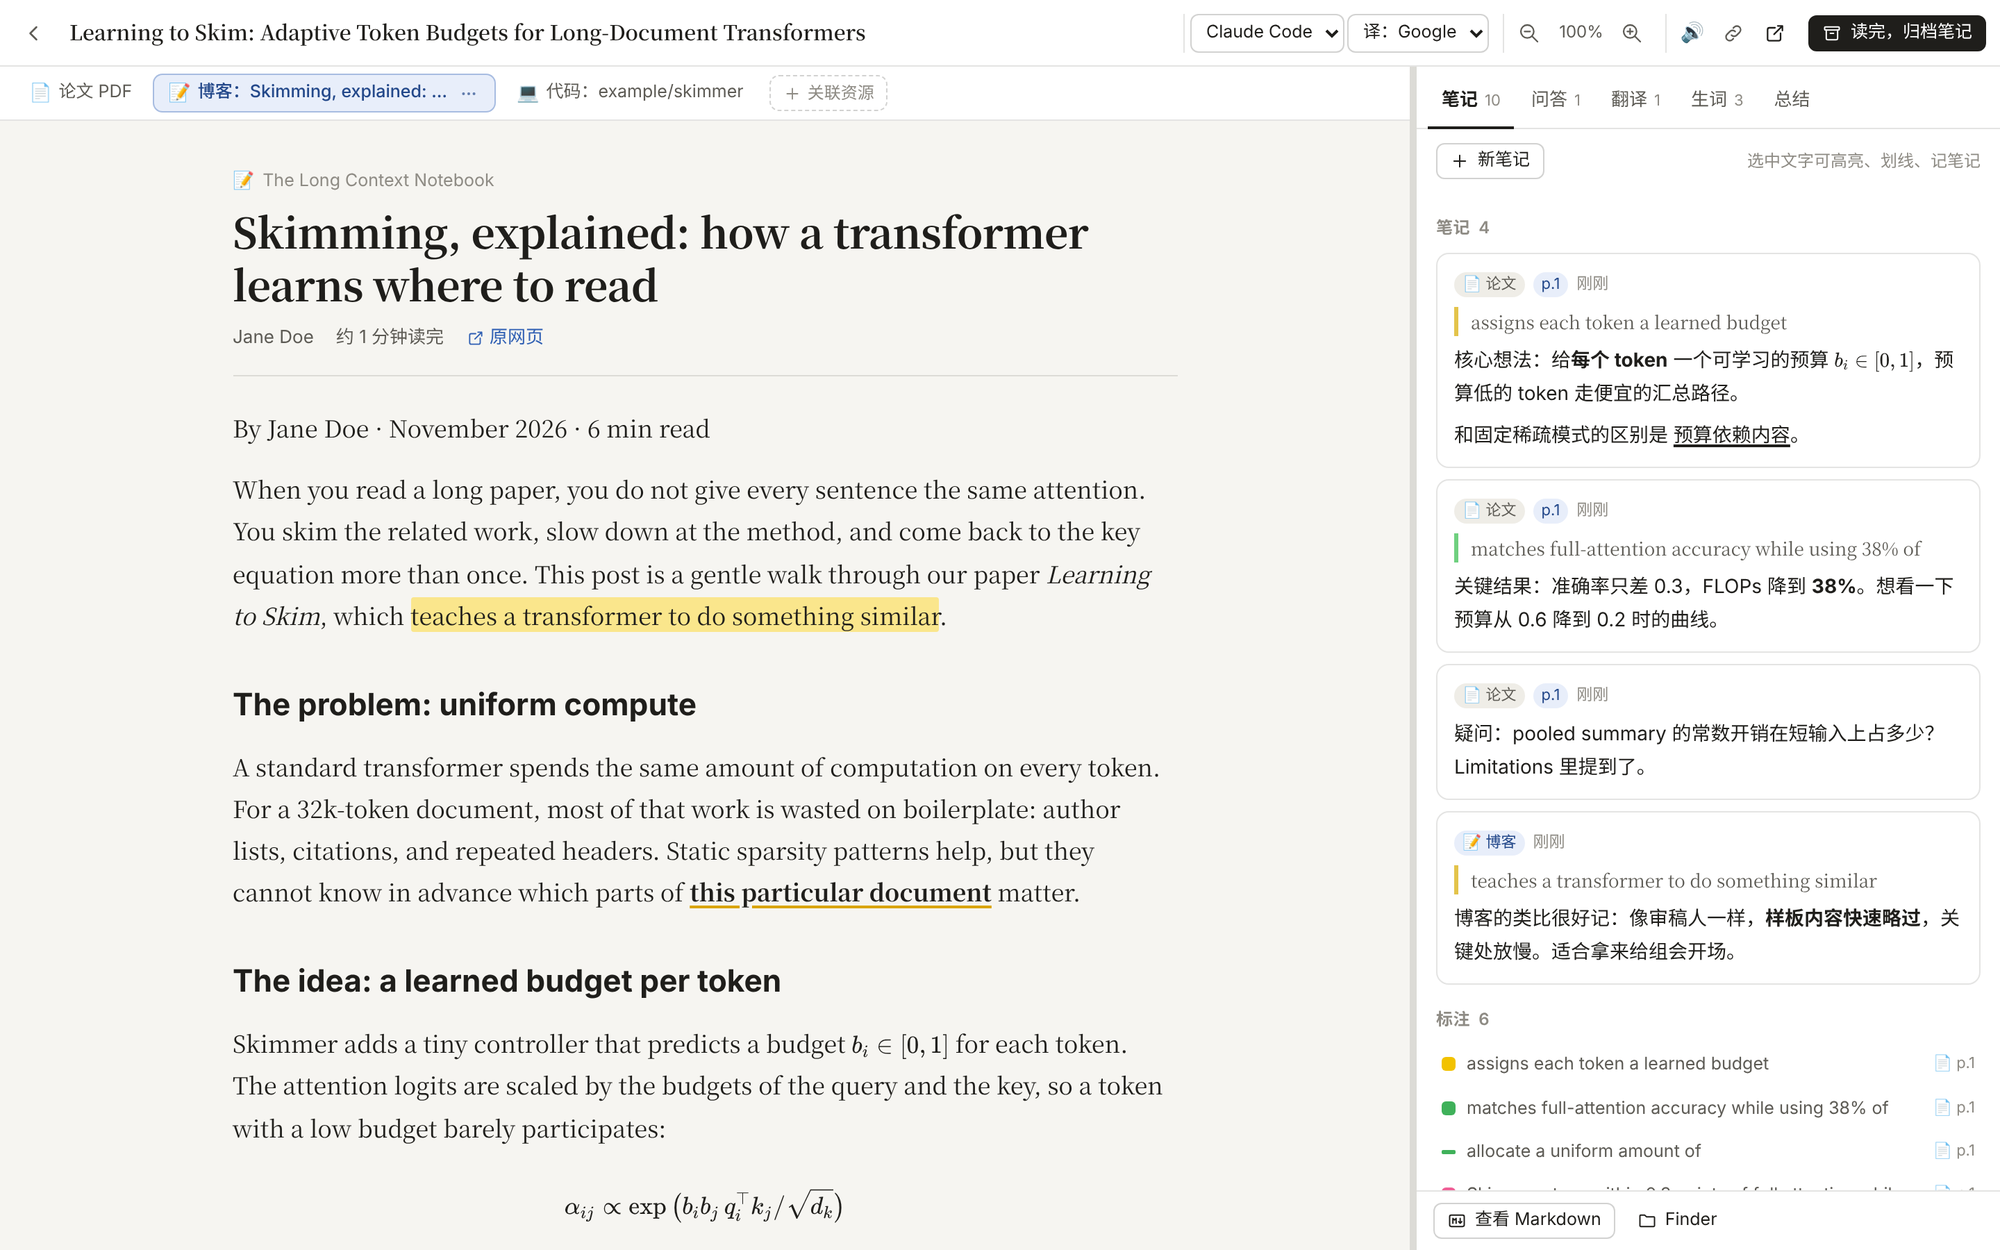 Learning to Skim: Adaptive Token Budgets for Long-Document Transformers
Claude Code
译：Google
100%
读完，归档笔记
论文 PDF
博客：Skimming, explained: ... ···
代码：example/skimmer
+ 关联资源
The Long Context Notebook
Skimming, explained: how a transformer
learns where to read
Jane Doe 约 1 分钟读完 原网页
By Jane Doe · November 2026 · 6 min read
When you read a long paper, you do not give every sentence the same attention.
You skim the related work, slow down at the method, and come back to the key
equation more than once. This post is a gentle walk through our paper Learning
to Skim, which teaches a transformer to do something similar.
The problem: uniform compute
A standard transformer spends the same amount of computation on every token.
For a 32k-token document, most of that work is wasted on boilerplate: author
lists, citations, and repeated headers. Static sparsity patterns help, but they
cannot know in advance which parts of this particular document matter.
The idea: a learned budget per token
Skimmer adds a tiny controller that predicts a budget b_i ∈ [0, 1] for each token.
The attention logits are scaled by the budgets of the query and the key, so a token
with a low budget barely participates:
α_{ij} ∝ exp (b_i b_j q_i^⊤ k_j / √d_k)
笔记 10 问答 1 翻译 1 生词 3 总结
+ 新笔记
选中文字可高亮、划线、记笔记
笔记 4
论文 p.1 刚刚
assigns each token a learned budget
核心想法：给每个 token 一个可学习的预算 b_i ∈ [0, 1]，预
算低的 token 走便宜的汇总路径。
和固定稀疏模式的区别是 预算依赖内容。
论文 p.1 刚刚
matches full-attention accuracy while using 38% of
关键结果：准确率只差 0.3，FLOPs 降到 38%。想看一下
预算从 0.6 降到 0.2 时的曲线。
论文 p.1 刚刚
疑问：pooled summary 的常数开销在短输入上占多少？
Limitations 里提到了。
博客 刚刚
teaches a transformer to do something similar
博客的类比很好记：像审稿人一样，样板内容快速略过，关
键处放慢。适合拿来给组会开场。
标注 6
assigns each token a learned budget p.1
matches full-attention accuracy while using 38% of p.1
allocate a uniform amount of p.1
查看 Markdown
Finder